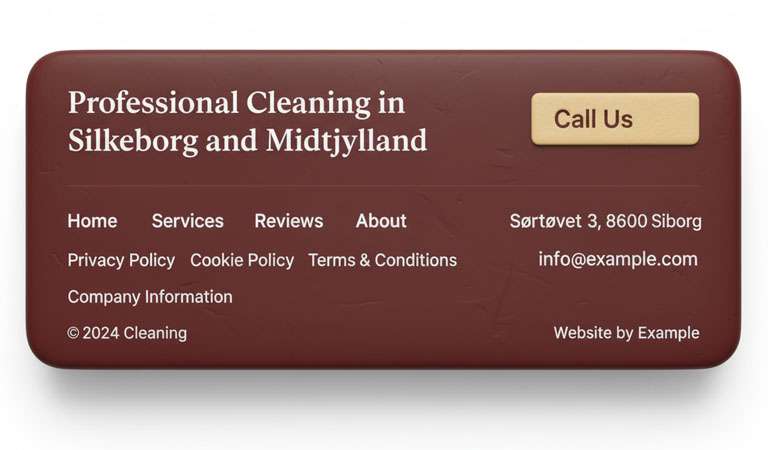 Professional Cleaning in
Silkeborg and Midtjylland
Call Us
Home Services Reviews About
Sørtøvet 3, 8600 Siborg
Privacy Policy Cookie Policy Terms & Conditions
info@example.com
Company Information
© 2024 Cleaning
Website by Example